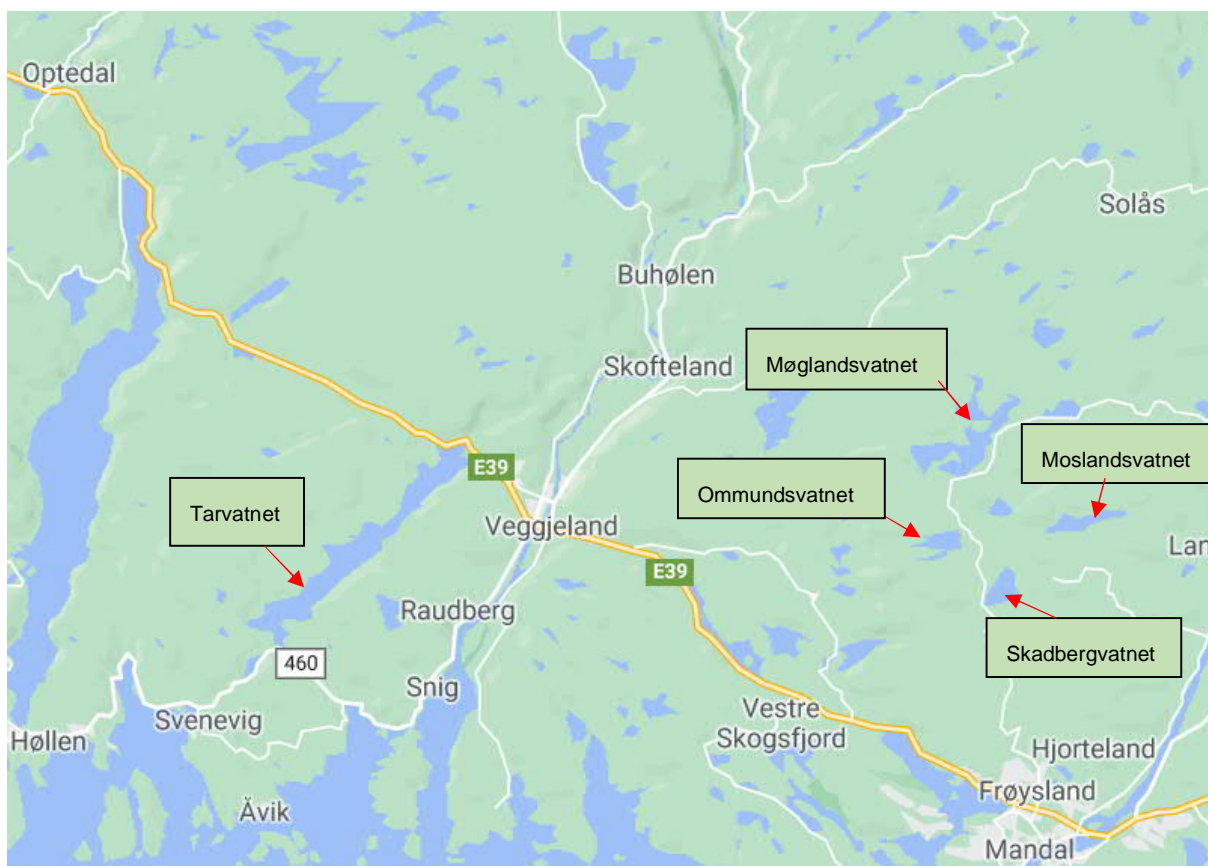 Optedal
Solås
Buhølen
Skofteland
Møglandsvatnet
Moslandsvatnet
E39
Ommundsvatnet
Tarvatnet
Veggjeland
Lan
E39
Raudberg
Skadbergvatnet
460
Snig
Svenevig
Høllen
Vestre
Skogsfjord
Hjorteland
Frøysland
Åvik
Mandal